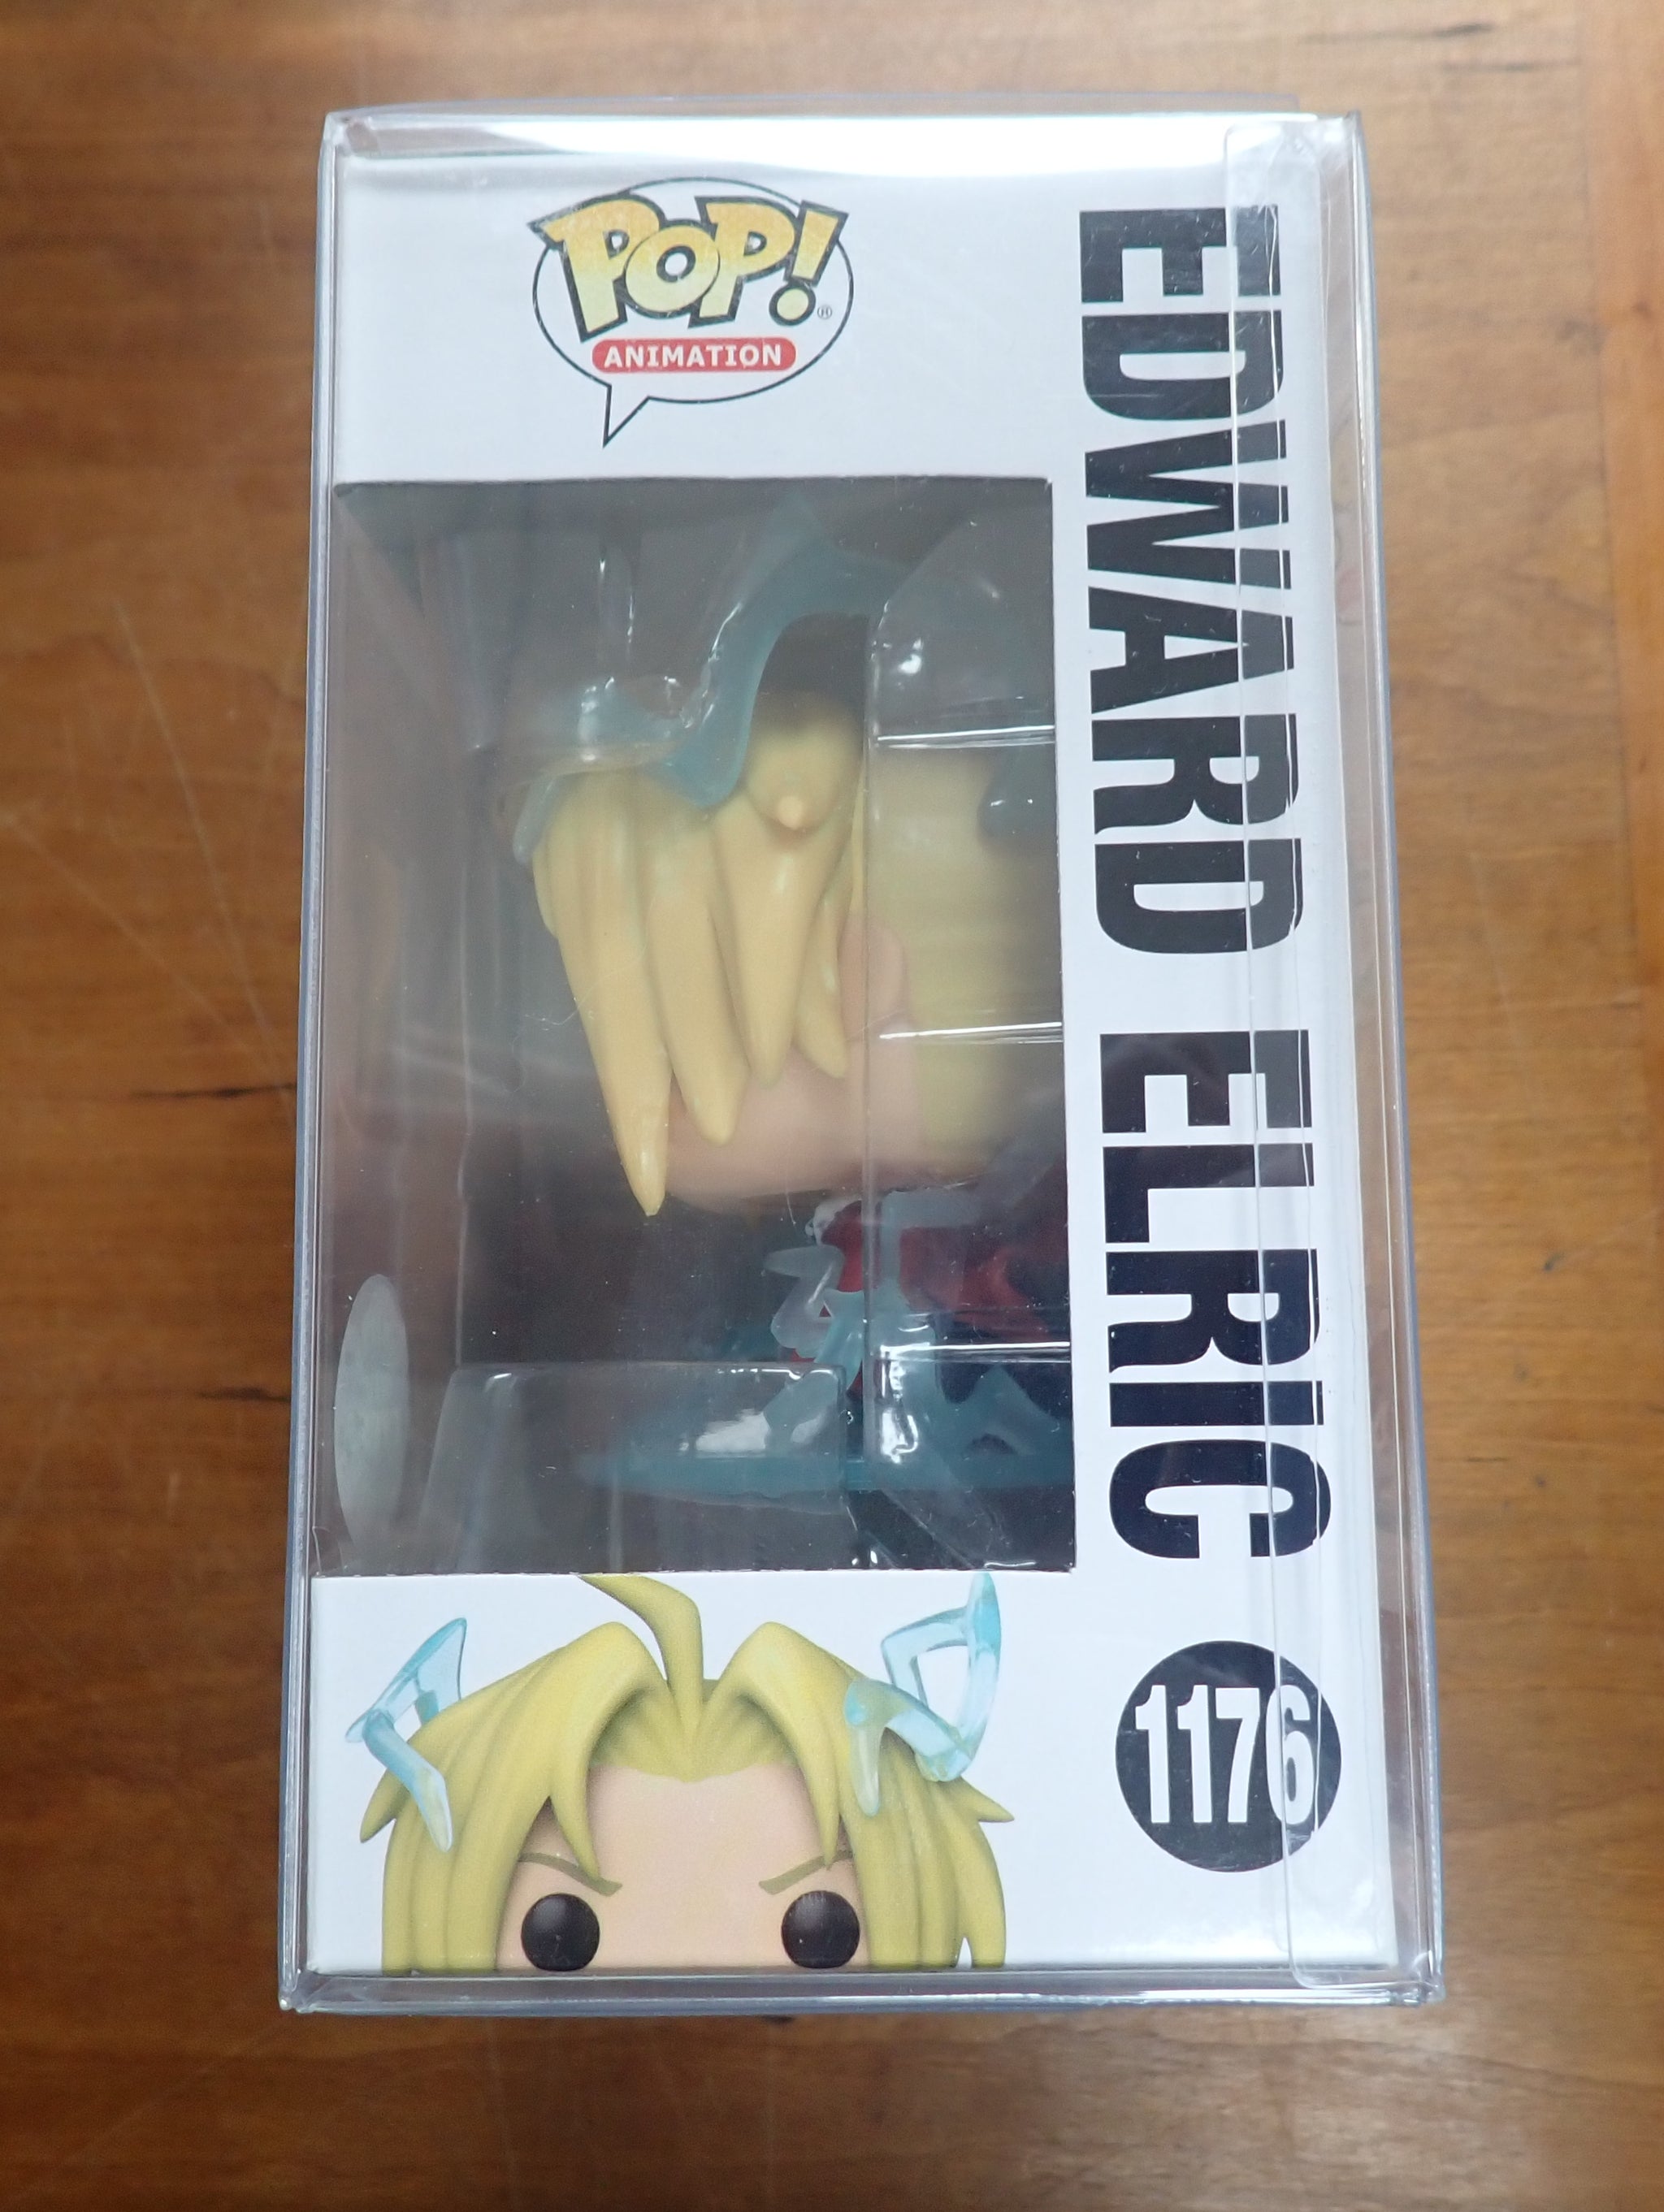 POP!®
ANIMATION
EDWARD ELRIC
1176